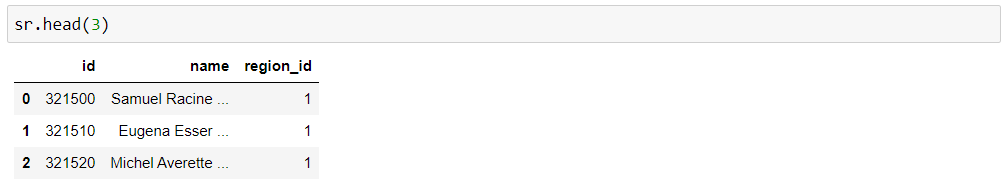 sr.head(3)
id name region_id
0 321500 Samuel Racine ... 1
1 321510 Eugena Esser ... 1
2 321520 Michel Averette ... 1